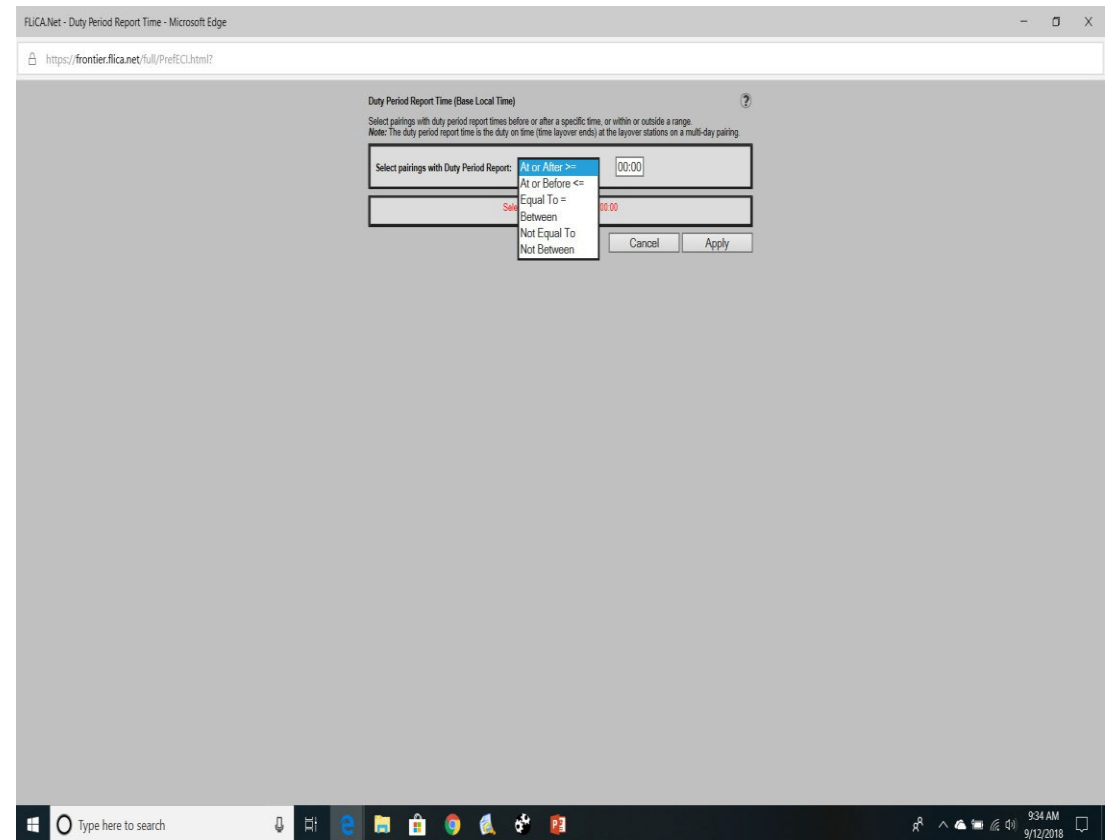 FLiCA.Net - Duty Period Report Time - Microsoft Edge
https://frontier.flica.net/full/PrefECI.html?
Duty Period Report Time (Base Local Time)
Select pairings with duty period report times before or after a specific time, or within or outside a range.
Note: The duty period report time is the duty on time (time layover ends) at the layover stations on a multi-day pairing.
Select pairings with Duty Period Report: At or After >= 00:00
At or Before <=
Equal To =
Between
Not Equal To
Not Between
Sele 00:00
Cancel Apply
Type here to search
9:34 AM
9/12/2018